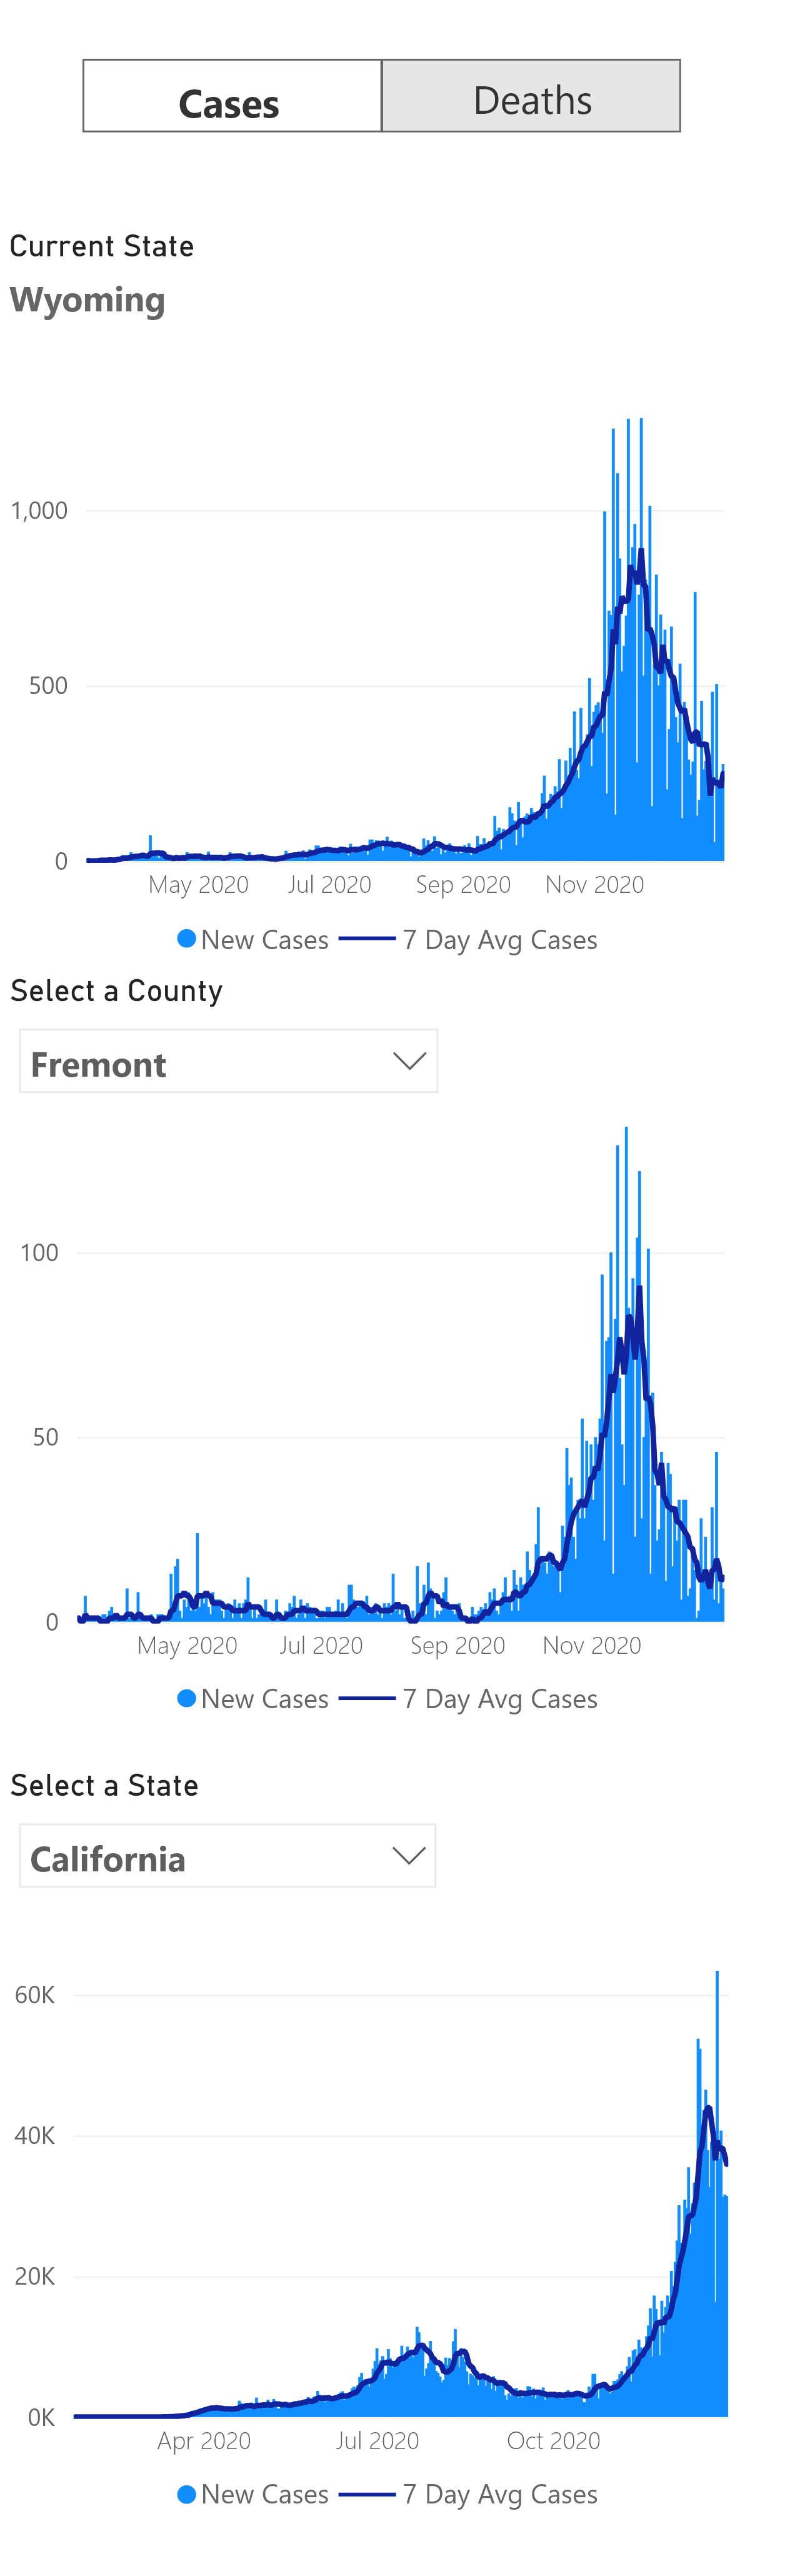 Cases Deaths
Current State
Wyoming
1,000
500
0
May 2020 Jul 2020 Sep 2020 Nov 2020
New Cases 7 Day Avg Cases
Select a County
Fremont
100
50
0
May 2020 Jul 2020 Sep 2020 Nov 2020
New Cases 7 Day Avg Cases
Select a State
California
60K
40K
20K
0K
Apr 2020 Jul 2020 Oct 2020
New Cases 7 Day Avg Cases